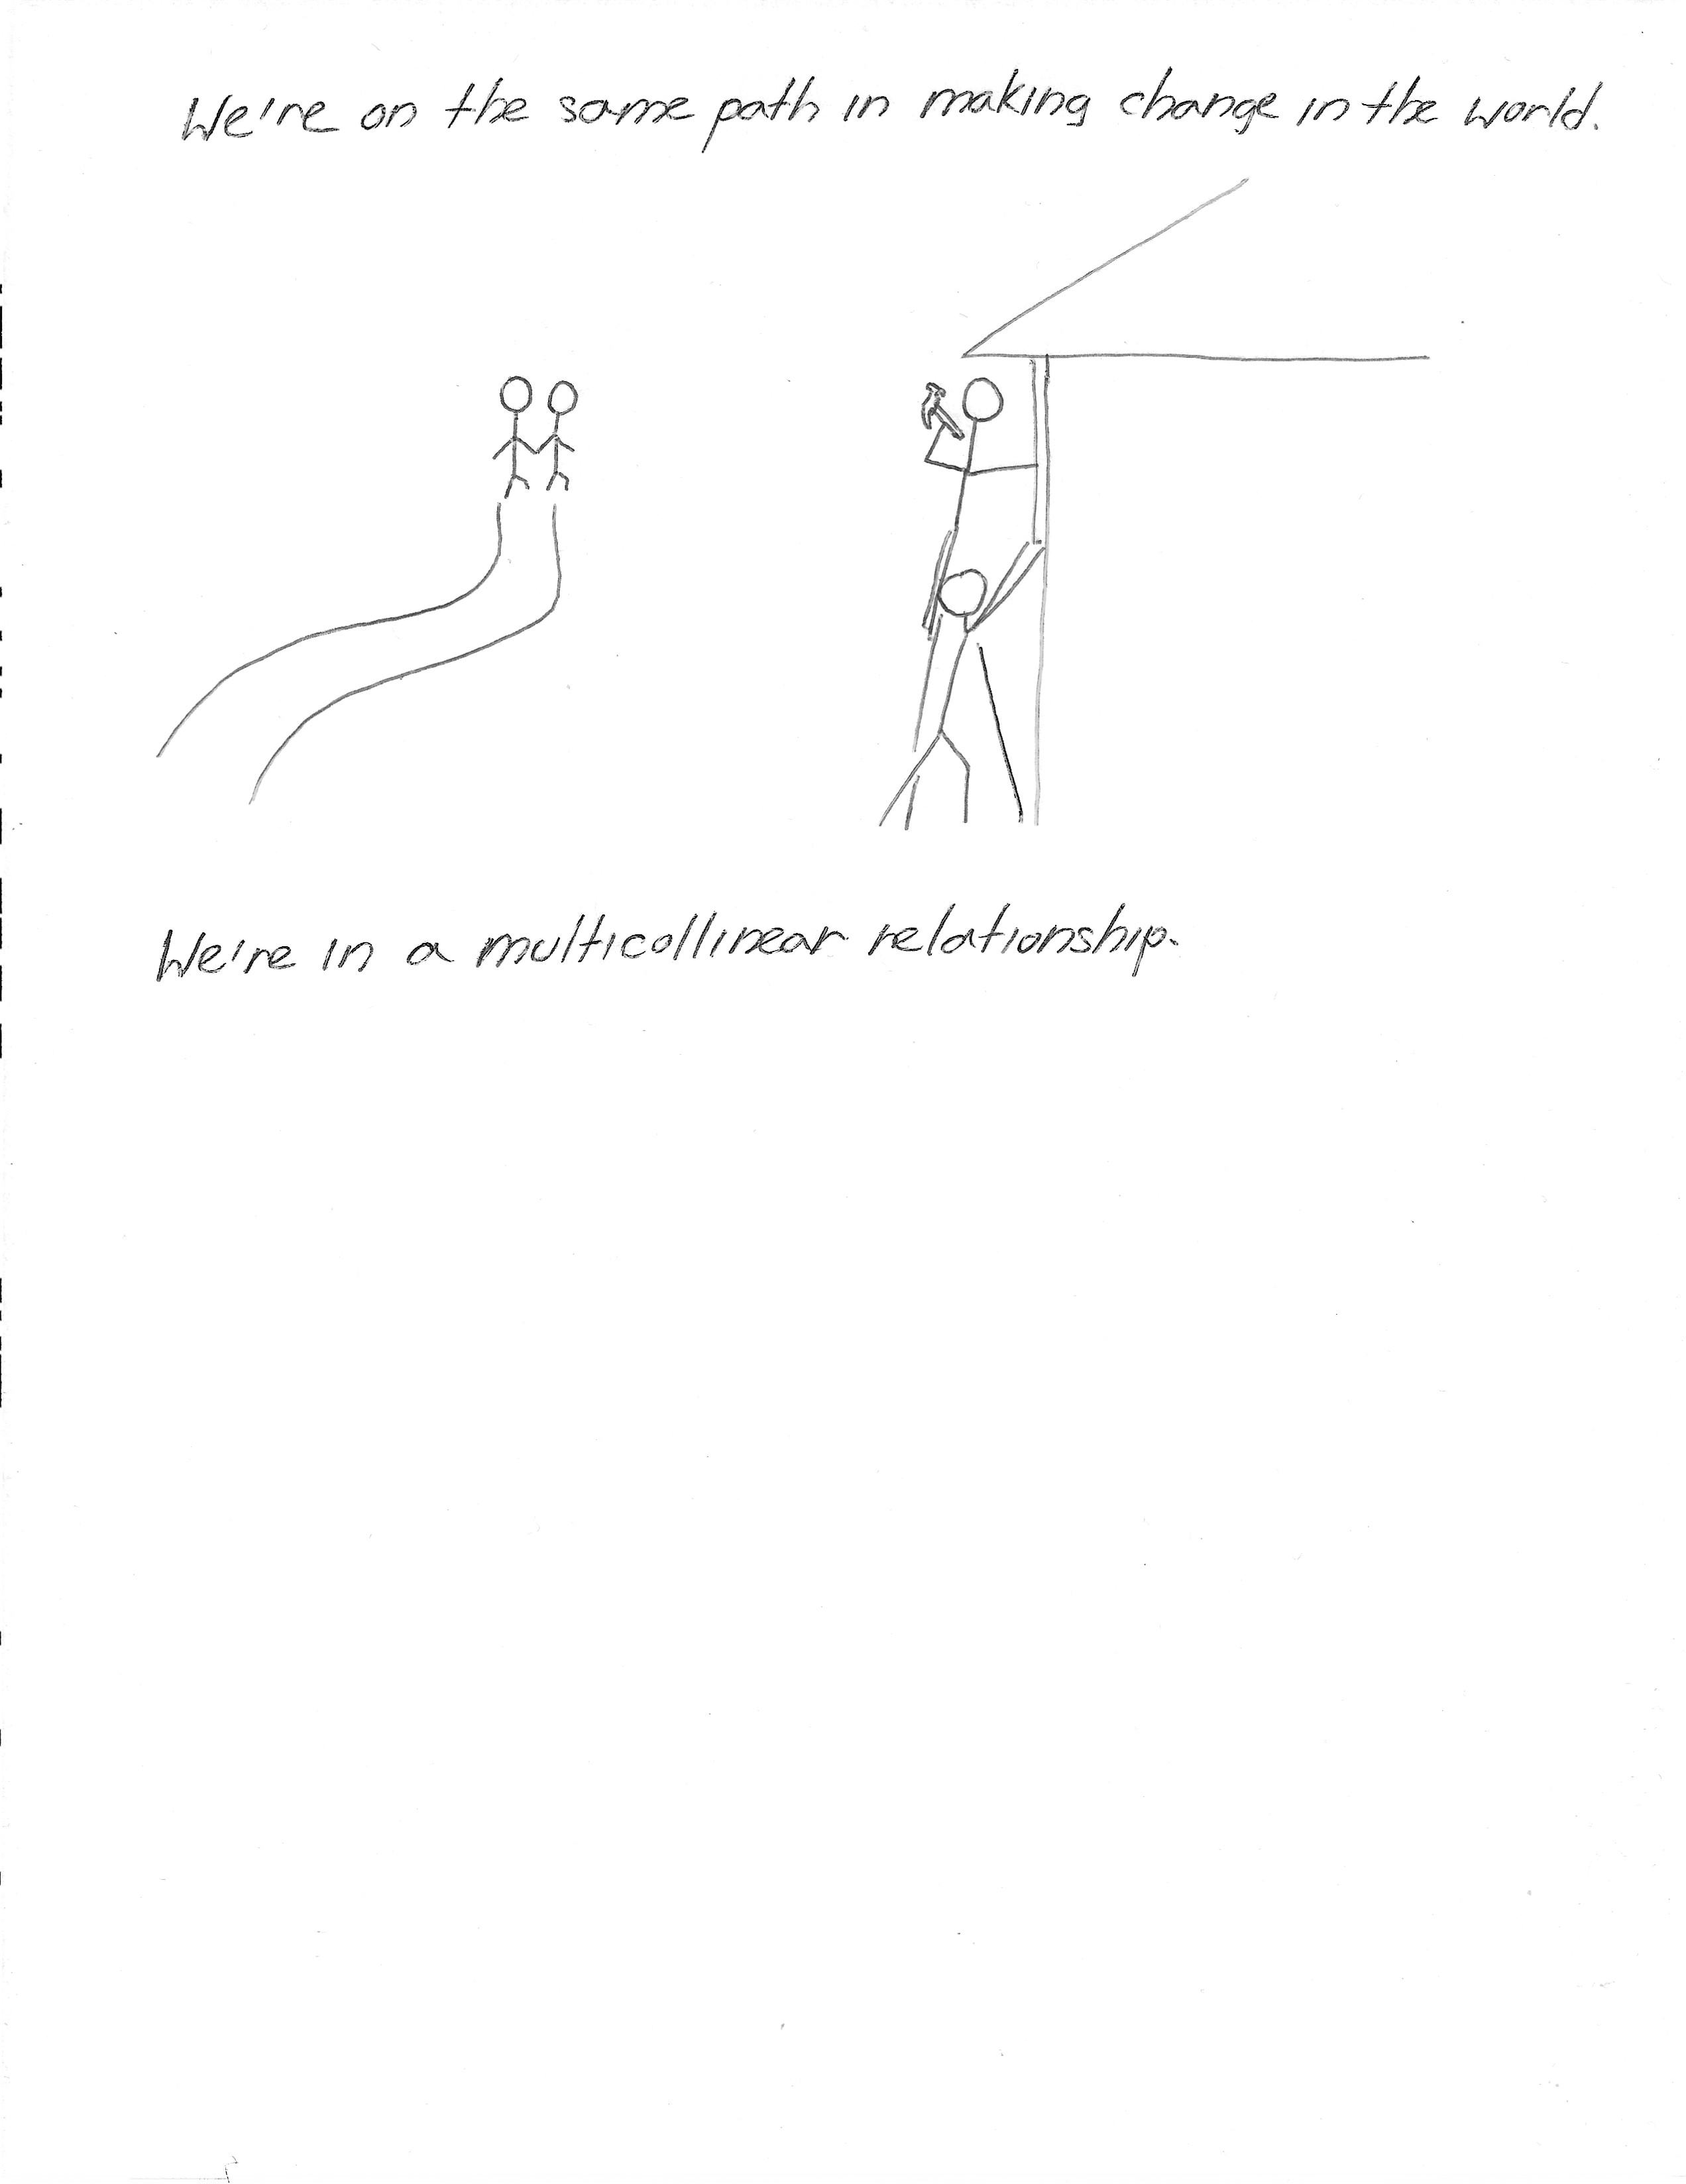 We're on the same path in making change in the world.
We're in a multicollinear relationship.